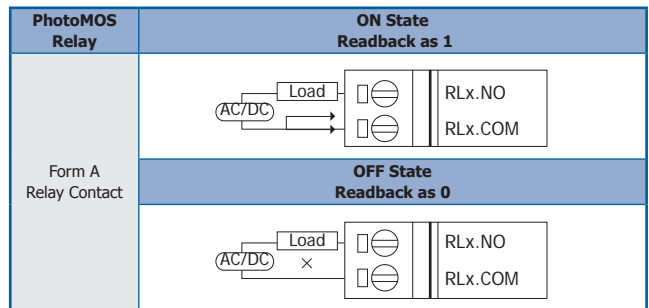 PhotoMOS
Relay
ON State
Readback as 1
Form A
Relay Contact
Load
AC/DC
RLx.NO
RLx.COM
OFF State
Readback as 0
Load
AC/DC
×
RLx.NO
RLx.COM